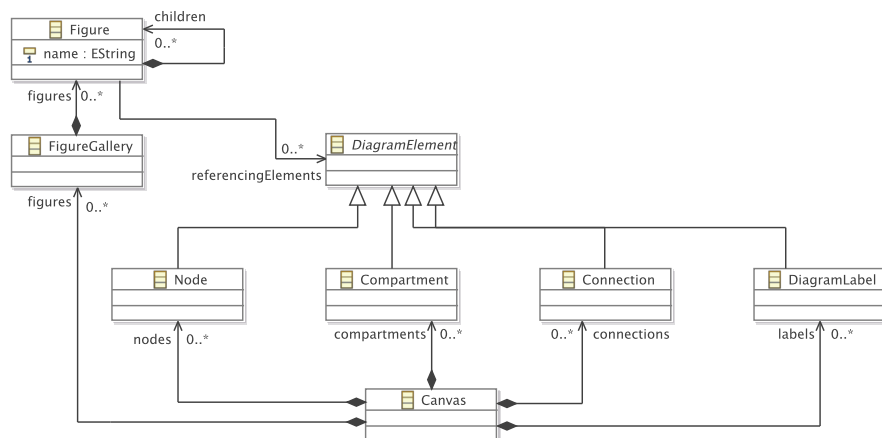 children
Figure
0..*
name : EString
1
figures
0..*
FigureGallery
0..*
DiagramElement
referencingElements
figures
0..*
Node
Compartment
Connection
DiagramLabel
nodes
0..*
compartments
0..*
0..*
connections
labels
0..*
Canvas